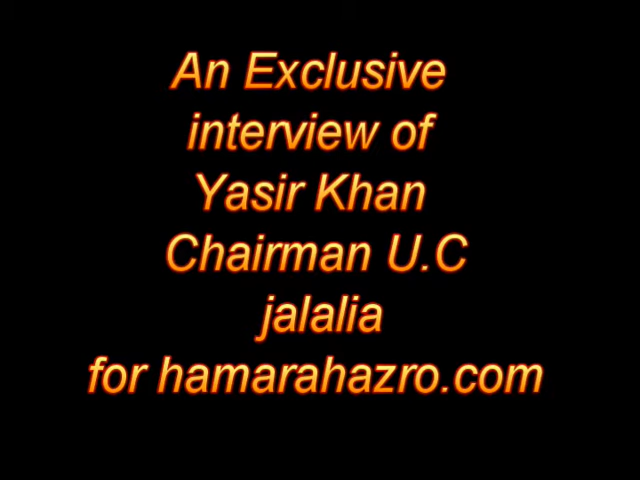 An Exclusive
interview of
Yasir Khan
Chairman U.C
jalalia
for hamarahazro.com